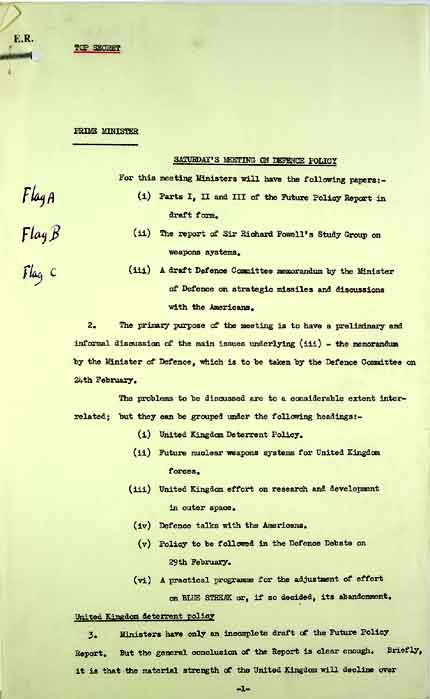 E.R.
TOP SECRET
PRIME MINISTER
SATURDAY'S MEETING ON DEFENCE POLICY
For this meeting Ministers will have the following papers:-
Flag A
(i) Parts I, II and III of the Future Policy Report in
draft form.
Flag B
(ii) The report of Sir Richard Powell's Study Group on
weapons systems.
Flag C
(iii) A draft Defence Committee memorandum by the Minister
of Defence on strategic missiles and discussions
with the Americans.
2. The primary purpose of the meeting is to have a preliminary and
informal discussion of the main issues underlying (iii) - the memorandum
by the Minister of Defence, which is to be taken by the Defence Committee on
24th February.
The problems to be discussed are to a considerable extent inter-
related; but they can be grouped under the following headings:-
(i) United Kingdom Deterrent Policy.
(ii) Future nuclear weapons systems for United Kingdom
forces.
(iii) United Kingdom effort on research and development
in outer space.
(iv) Defence talks with the Americans.
(v) Policy to be followed in the Defence Debate on
29th February.
(vi) A practical programme for the adjustment of effort
on BLUE STREAK or, if so decided, its abandonment.
United Kingdom deterrent policy
3. Ministers have only an incomplete draft of the Future Policy
Report. But the general conclusion of the Report is clear enough. Briefly,
it is that the material strength of the United Kingdom will decline over
-1-